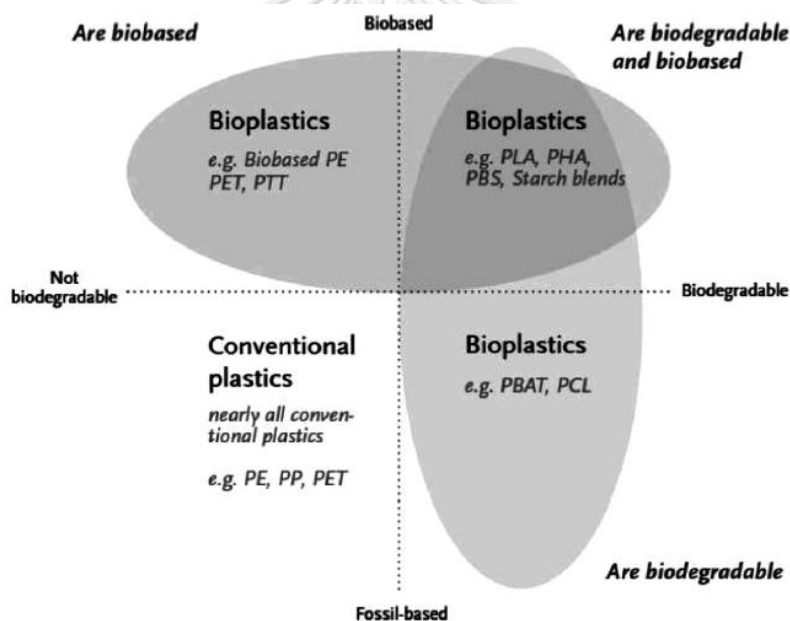 Are biobased
Biobased
Are biodegradable
and biobased
Bioplastics
e.g. Biobased PE
PET, PTT
Bioplastics
e.g. PLA, PHA,
PBS, Starch blends
Not
biodegradable
Biodegradable
Conventional
plastics
nearly all conven-
tional plastics
e.g. PE, PP, PET
Bioplastics
e.g. PBAT, PCL
Are biodegradable
Fossil-based